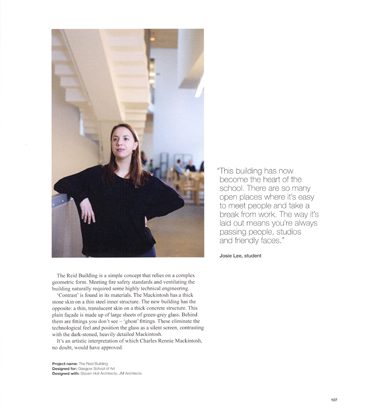 "This building has now
become the heart of the
school. There are so many
open places where it's easy
to meet people and take a
break from work. The way it's
laid out means you're always
passing people, studios
and friendly faces."
Josie Lee, student
The Reid Building is a simple concept that relies on a complex
geometric form. Meeting fire safety standards and ventilating the
building naturally required some highly technical engineering.
'Contrast' is found in its materials. The Mackintosh has a thick
stone skin on a thin steel inner structure. The new building has the
opposite: a thin, translucent skin on a thick concrete structure. This
plain façade is made up of large sheets of green-grey glass. Behind
them are fittings you don't see – 'ghost' fittings. These eliminate the
technological feel and position the glass as a silent screen, contrasting
with the dark-stoned, heavily detailed Mackintosh.
It's an artistic interpretation of which Charles Rennie Mackintosh,
no doubt, would have approved.
Project name: The Reid Building
Designed for: Glasgow School of Art
Designed with: Steven Holl Architects, JM Architects